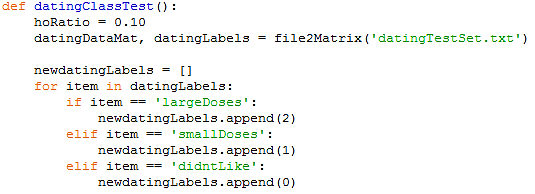 def datingClassTest():
    hoRatio = 0.10
    datingDataMat, datingLabels = file2Matrix('datingTestSet.txt')

    newdatingLabels = []
    for item in datingLabels:
        if item == 'largeDoses':
            newdatingLabels.append(2)
        elif item == 'smallDoses':
            newdatingLabels.append(1)
        elif item == 'didntLike':
            newdatingLabels.append(0)